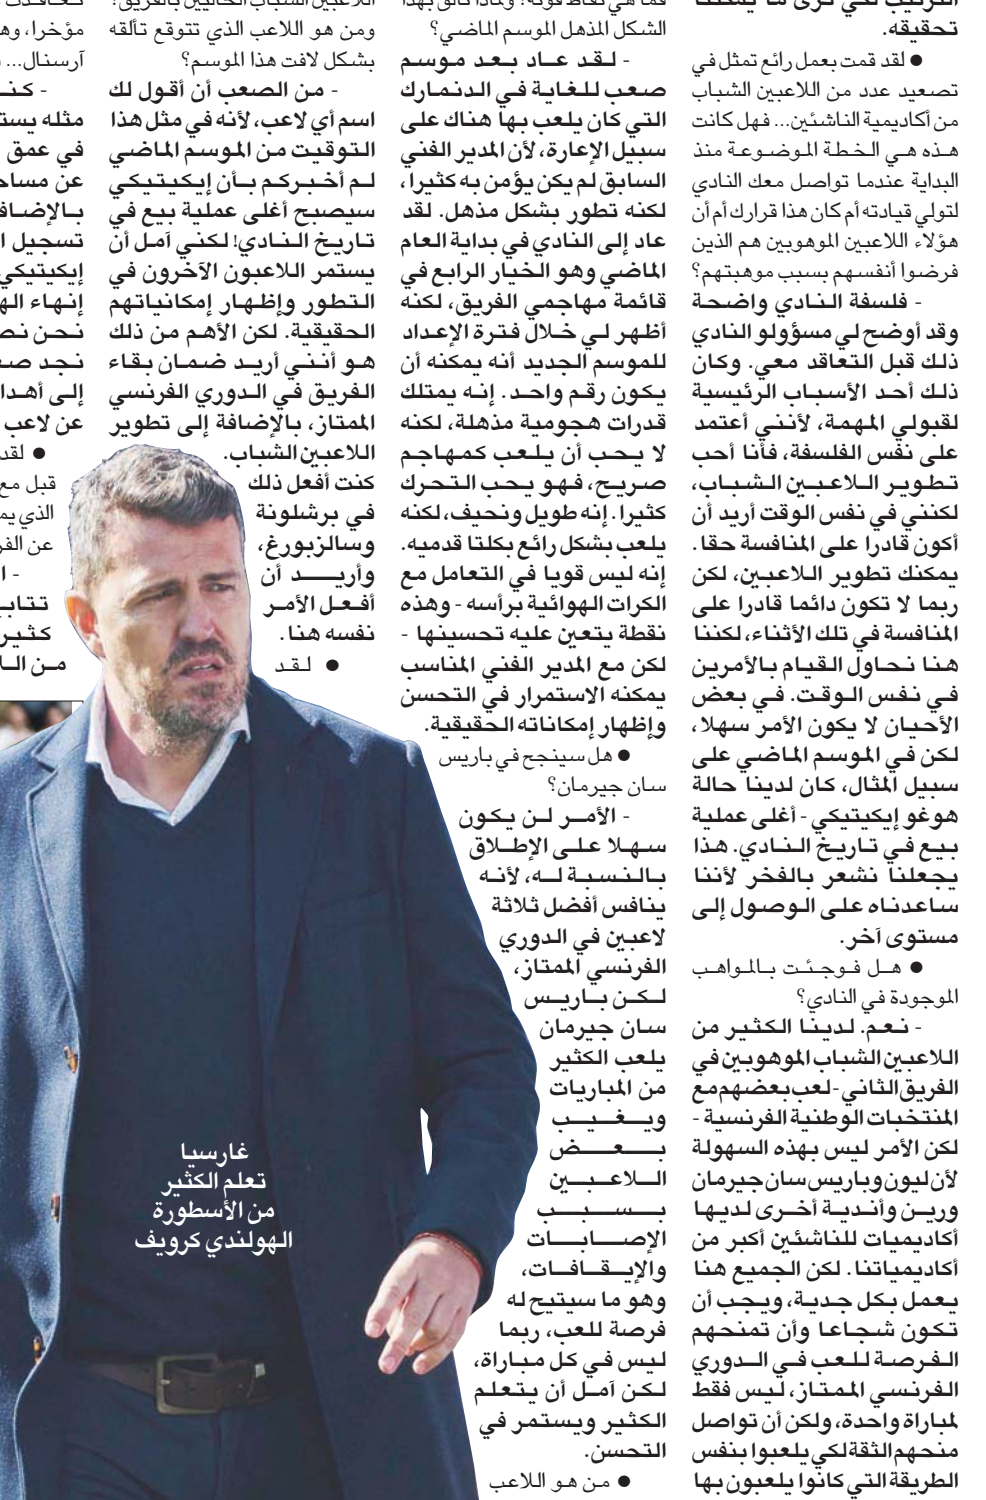 تحقيقه.
● لقد قمت بعمل رائع تمثل في
تصعيد عدد من اللاعبين الشباب
من أكاديمية الناشئين... فهل كانت
هذه هي الخطة الموضوعة منذ
البداية عندما تواصل معك النادي
لتولي قيادته أم كان هذا قرارك أم أن
هؤلاء اللاعبين الموهوبين هم الذين
فرضوا أنفسهم بسبب موهبتهم؟
- فلسفة النادي واضحة
وقد أوضح لي مسؤولو النادي
ذلك قبل التعاقد معي. وكان
ذلك أحد الأسباب الرئيسية
لقبولي المهمة، لأنني أعتمد
على نفس الفلسفة، فأنا أحب
تطوير اللاعبين الشباب،
لكنني في نفس الوقت أريد أن
أكون قادرا على المنافسة حقا.
يمكنك تطوير اللاعبين، لكن
ربما لا تكون دائما قادرا على
المنافسة في تلك الأثناء، لكننا
هنا نحاول القيام بالأمرين
في نفس الوقت. في بعض
الأحيان لا يكون الأمر سهلا،
لكن في الموسم الماضي على
سبيل المثال، كان لدينا حالة
هوغو إيكيتيكي - أغلى عملية
بيع في تاريخ النادي. هذا
يجعلنا نشعر بالفخر لأننا
ساعدناه على الوصول إلى
مستوى آخر.
● هل فوجئت بالمواهب
الموجودة في النادي؟
- نعم. لدينا الكثير من
اللاعبين الشباب الموهوبين في
الفريق الثاني - لعب بعضهم مع
المنتخبات الوطنية الفرنسية -
لكن الأمر ليس بهذه السهولة
لأن ليون وباريس سان جيرمان
ورين وأندية أخرى لديها
أكاديميات للناشئين أكبر من
أكاديمياتنا. لكن الجميع هنا
يعمل بكل جدية، ويجب أن
تكون شجاعا وأن تمنحهم
الفرصة للعب في الدوري
الفرنسي الممتاز، ليس فقط
لمباراة واحدة، ولكن أن تواصل
منحهم الثقة لكي يلعبوا بنفس
الطريقة التي كانوا يلعبون بها
الشكل المذهل الموسم الماضي؟
- لقد عاد بعد موسم
صعب للغاية في الدنمارك
التي كان يلعب بها هناك على
سبيل الإعارة، لأن المدير الفني
السابق لم يكن يؤمن به كثيرا،
لكنه تطور بشكل مذهل. لقد
عاد إلى النادي في بداية العام
الماضي وهو الخيار الرابع في
قائمة مهاجمي الفريق، لكنه
أظهر لي خلال فترة الإعداد
للموسم الجديد أنه يمكنه أن
يكون رقم واحد. إنه يمتلك
قدرات هجومية مذهلة، لكنه
لا يحب أن يلعب كمهاجم
صريح، فهو يحب التحرك
كثيرا. إنه طويل ونحيف، لكنه
يلعب بشكل رائع بكلتا قدميه.
إنه ليس قويا في التعامل مع
الكرات الهوائية برأسه - وهذه
نقطة يتعين عليه تحسينها -
لكن مع المدير الفني المناسب
يمكنه الاستمرار في التحسن
وإظهار إمكاناته الحقيقية.
● هل سينجح في باريس
سان جيرمان؟
- الأمر لن يكون
سهلا على الإطلاق
بالنسبة له، لأنه
ينافس أفضل ثلاثة
لاعبين في الدوري
الفرنسي الممتاز،
لكن باريس
سان جيرمان
يلعب الكثير
من المباريات
ويغيب
بعض
اللاعبين
بسبب
الإصابات
والإيقافات،
وهو ما سيتيح له
فرصة للعب، ربما
ليس في كل مباراة،
لكن آمل أن يتعلم
الكثير ويستمر في
التحسن.
● من هو اللاعب
ومن هو اللاعب الذي تتوقع تألقه
بشكل لافت هذا الموسم؟
- من الصعب أن أقول لك
اسم أي لاعب، لأنه في مثل هذا
التوقيت من الموسم الماضي
لم أخبركم بأن إيكيتيكي
سيصبح أغلى عملية بيع في
تاريخ النادي! لكني آمل أن
يستمر اللاعبون الآخرون في
التطور وإظهار إمكانياتهم
الحقيقية. لكن الأهم من ذلك
هو أنني أريد ضمان بقاء
الفريق في الدوري الفرنسي
الممتاز، بالإضافة إلى تطوير
اللاعبين الشباب.
كنت أفعل ذلك
في برشلونة
وسالزبورغ،
وأريد أن
أفعل الأمر
نفسه هنا.
● لقد
مؤخرا،
آرسنال...
مثله
في عمق
عن
تسجيل
إيكيتيكي
إنهاء
نحن
نجد
إلى
عن لاعب
● لقد
قبل مع
عن
من
غارسيا
تعلم الكثير
من الأسطورة
الهولندي كرويف